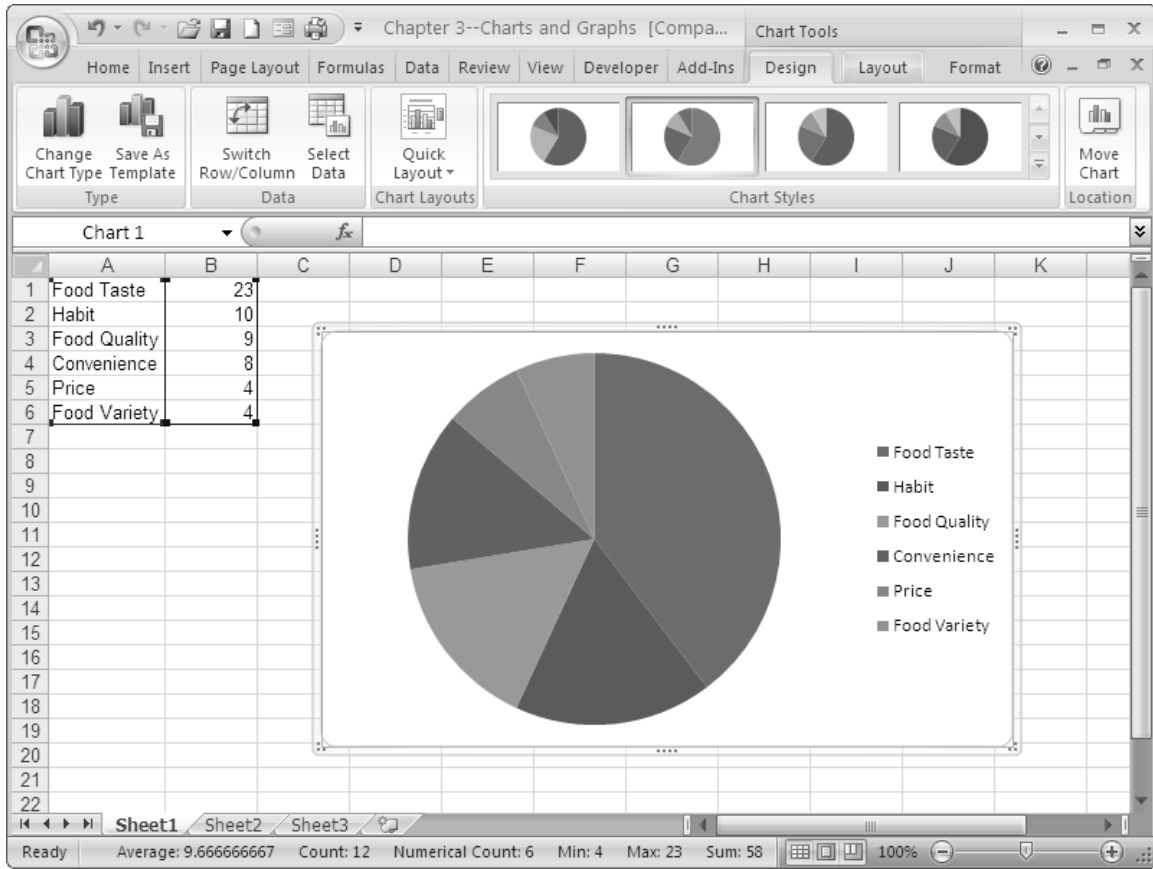 Chapter 3--Charts and Graphs [Compa... Chart Tools
Home Insert Page Layout Formulas Data Review View Developer Add-Ins Design Layout Format
Change Chart Type
Save As Template
Switch Row/Column
Select Data
Quick Layout
Move Chart
Type Data Chart Layouts Chart Styles Location
Chart 1 fx
A B C D E F G H I J K
1 Food Taste 23
2 Habit 10
3 Food Quality 9
4 Convenience 8
5 Price 4
6 Food Variety 4
7
8
9
10
11
12
13
14
15
16
17
18
19
20
21
22
Food Taste
Habit
Food Quality
Convenience
Price
Food Variety
Sheet1 Sheet2 Sheet3
Ready Average: 9.666666667 Count: 12 Numerical Count: 6 Min: 4 Max: 23 Sum: 58 100%